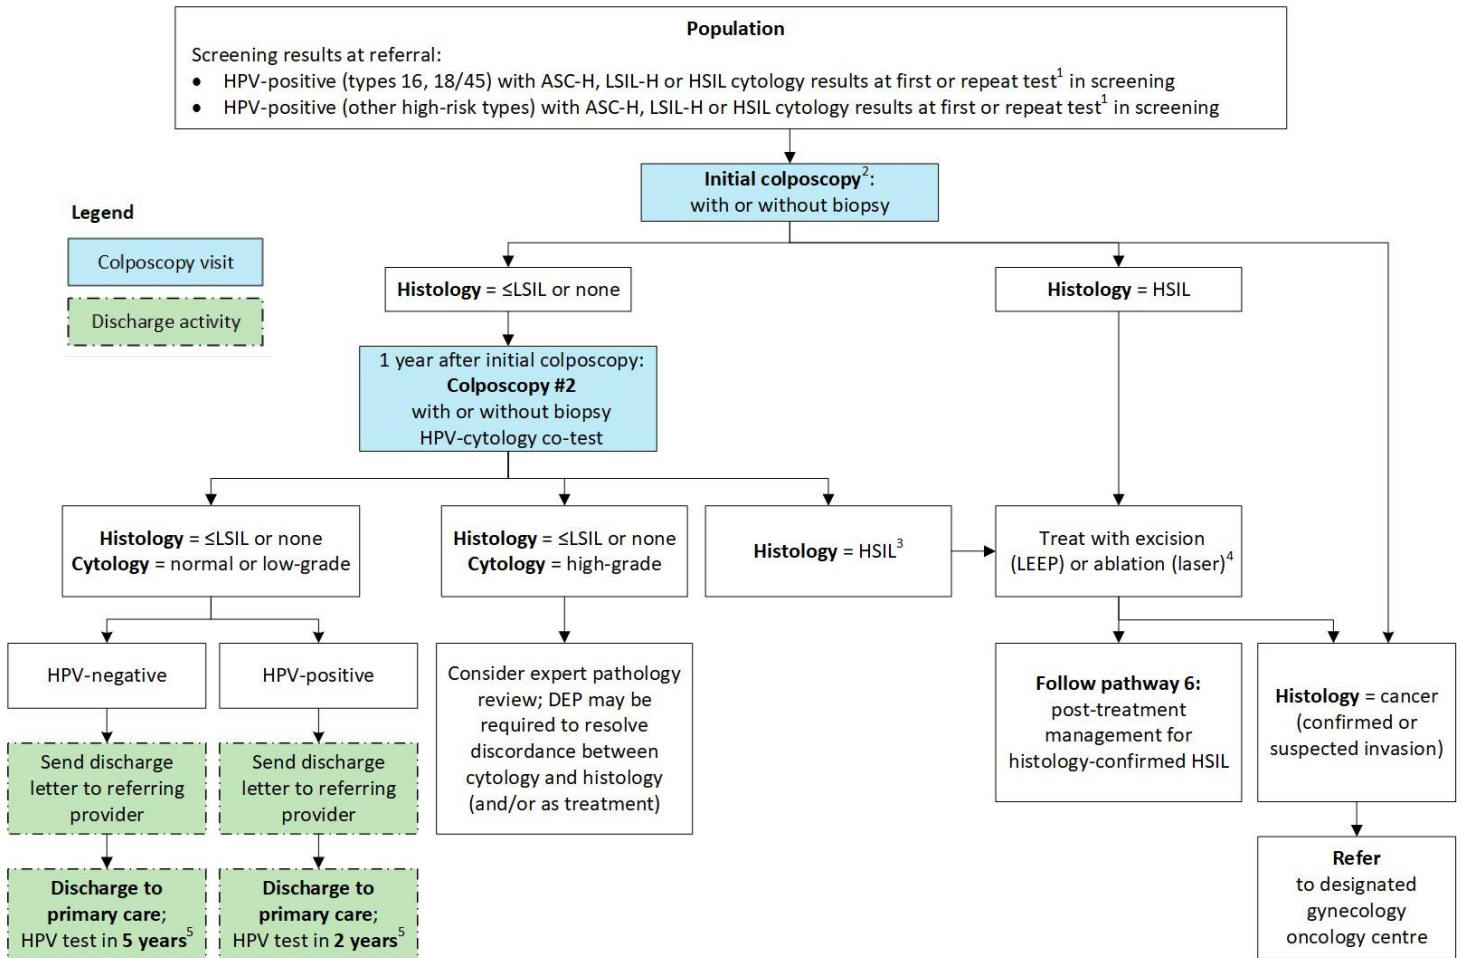 Population
Screening results at referral:
• HPV-positive (types 16, 18/45) with ASC-H, LSIL-H or HSIL cytology results at first or repeat test1 in screening
• HPV-positive (other high-risk types) with ASC-H, LSIL-H or HSIL cytology results at first or repeat test1 in screening
Initial colposcopy2:
with or without biopsy
Legend
Colposcopy visit
Discharge activity
Histology = ≤LSIL or none
Histology = HSIL
1 year after initial colposcopy:
Colposcopy #2
with or without biopsy
HPV-cytology co-test
Histology = ≤LSIL or none
Cytology = normal or low-grade
Histology = ≤LSIL or none
Cytology = high-grade
Histology = HSIL3
Treat with excision
(LEEP) or ablation (laser)4
HPV-negative
HPV-positive
Consider expert pathology
review; DEP may be
required to resolve
discordance between
cytology and histology
(and/or as treatment)
Follow pathway 6:
post-treatment
management for
histology-confirmed HSIL
Histology = cancer
(confirmed or
suspected invasion)
Send discharge
letter to referring
provider
Send discharge
letter to referring
provider
Discharge to
primary care;
HPV test in 5 years5
Discharge to
primary care;
HPV test in 2 years5
Refer
to designated
gynecology
oncology centre